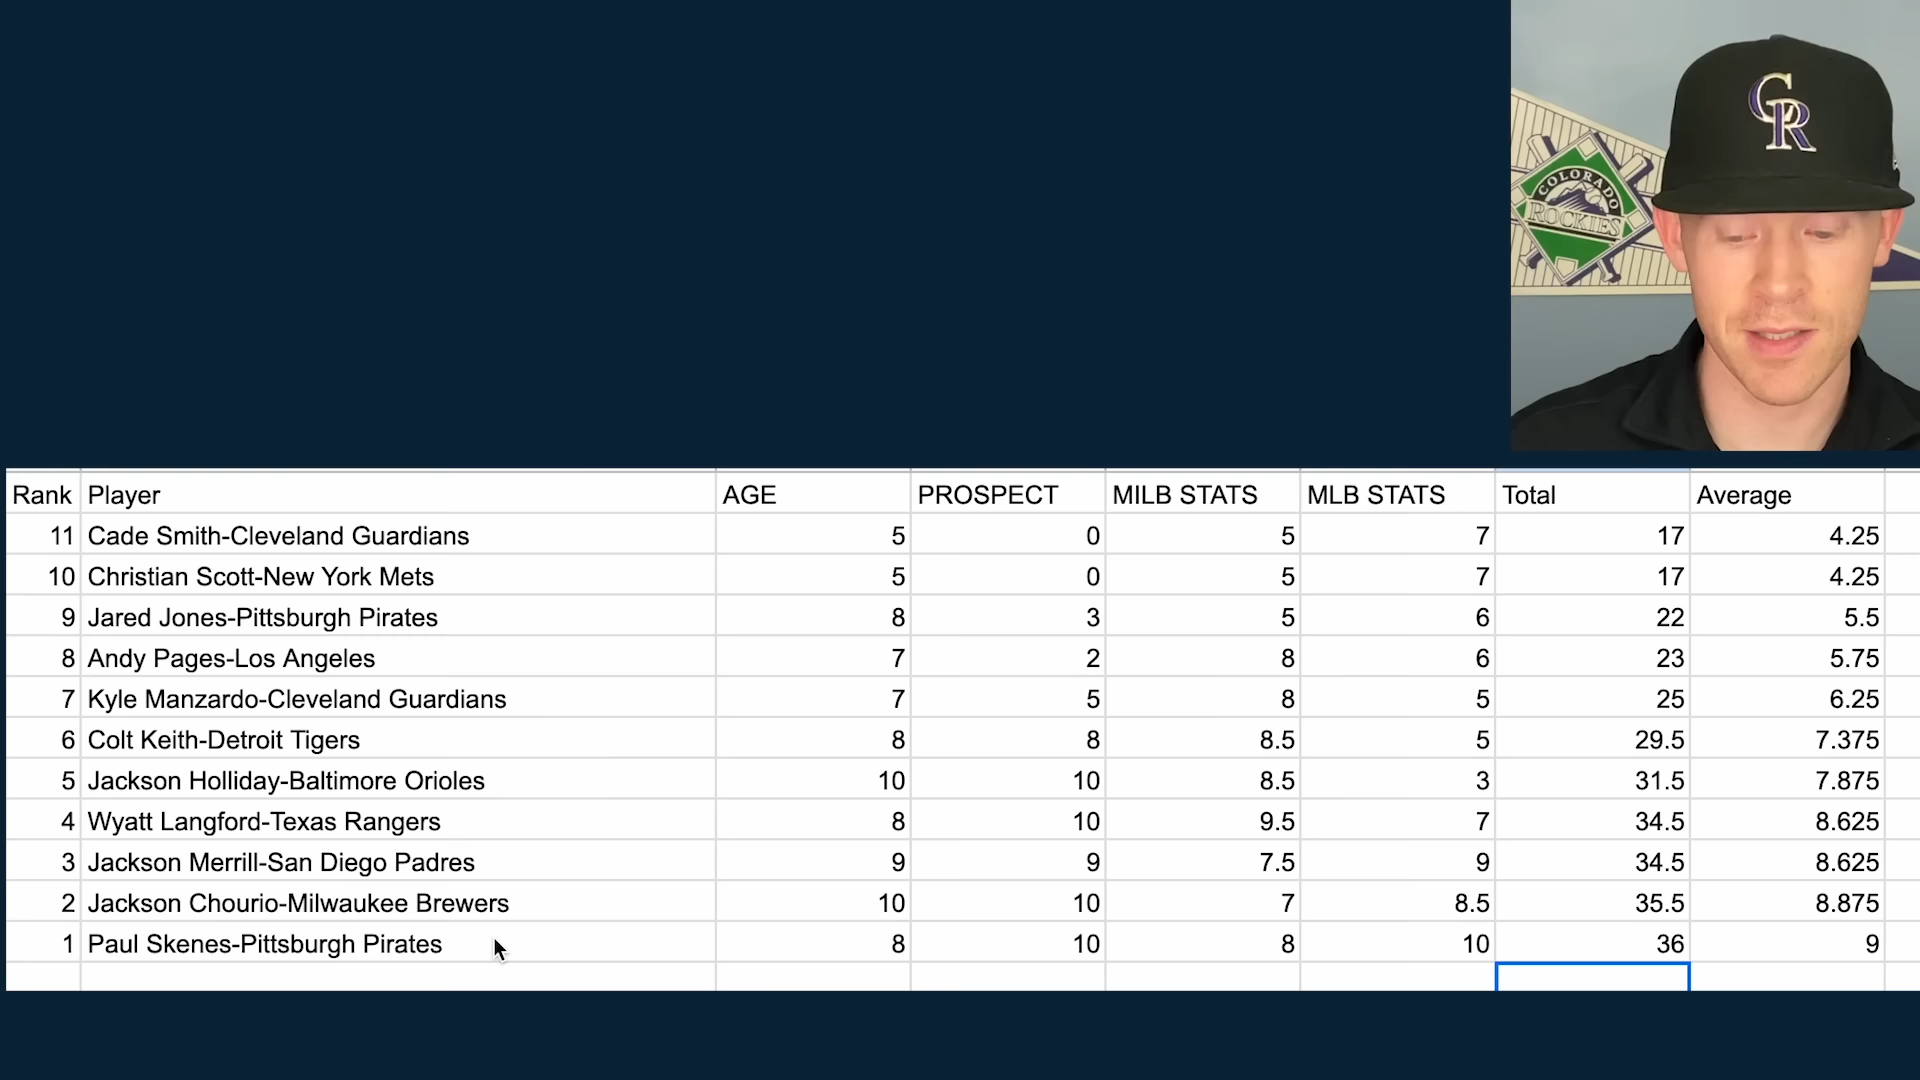 CR
COLORADO
ROCKIES
Rank Player AGE PROSPECT MILB STATS MLB STATS Total Average
11 Cade Smith-Cleveland Guardians 5 0 5 7 17 4.25
10 Christian Scott-New York Mets 5 0 5 7 17 4.25
9 Jared Jones-Pittsburgh Pirates 8 3 5 6 22 5.5
8 Andy Pages-Los Angeles 7 2 8 6 23 5.75
7 Kyle Manzardo-Cleveland Guardians 7 5 8 5 25 6.25
6 Colt Keith-Detroit Tigers 8 8 8.5 5 29.5 7.375
5 Jackson Holliday-Baltimore Orioles 10 10 8.5 3 31.5 7.875
4 Wyatt Langford-Texas Rangers 8 10 9.5 7 34.5 8.625
3 Jackson Merrill-San Diego Padres 9 9 7.5 9 34.5 8.625
2 Jackson Chourio-Milwaukee Brewers 10 10 7 8.5 35.5 8.875
1 Paul Skenes-Pittsburgh Pirates 8 10 8 10 36 9